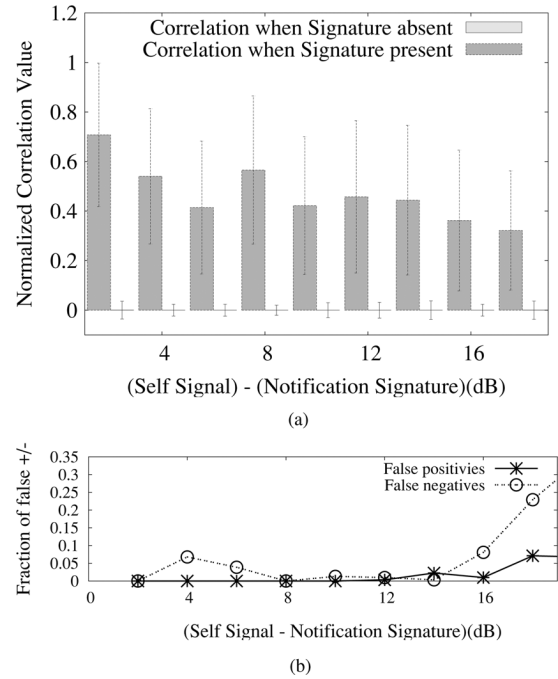 1.2
1
0.8
0.6
0.4
0.2
0
Normalized Correlation Value
Correlation when Signature absent
Correlation when Signature present
4 8 12 16
(Self Signal) - (Notification Signature)(dB)
(a)
0.35
0.3
0.25
0.2
0.15
0.1
0.05
0
Fraction of false +/-
False positivies
False negatives
0 4 8 12 16
(Self Signal - Notification Signature)(dB)
(b)